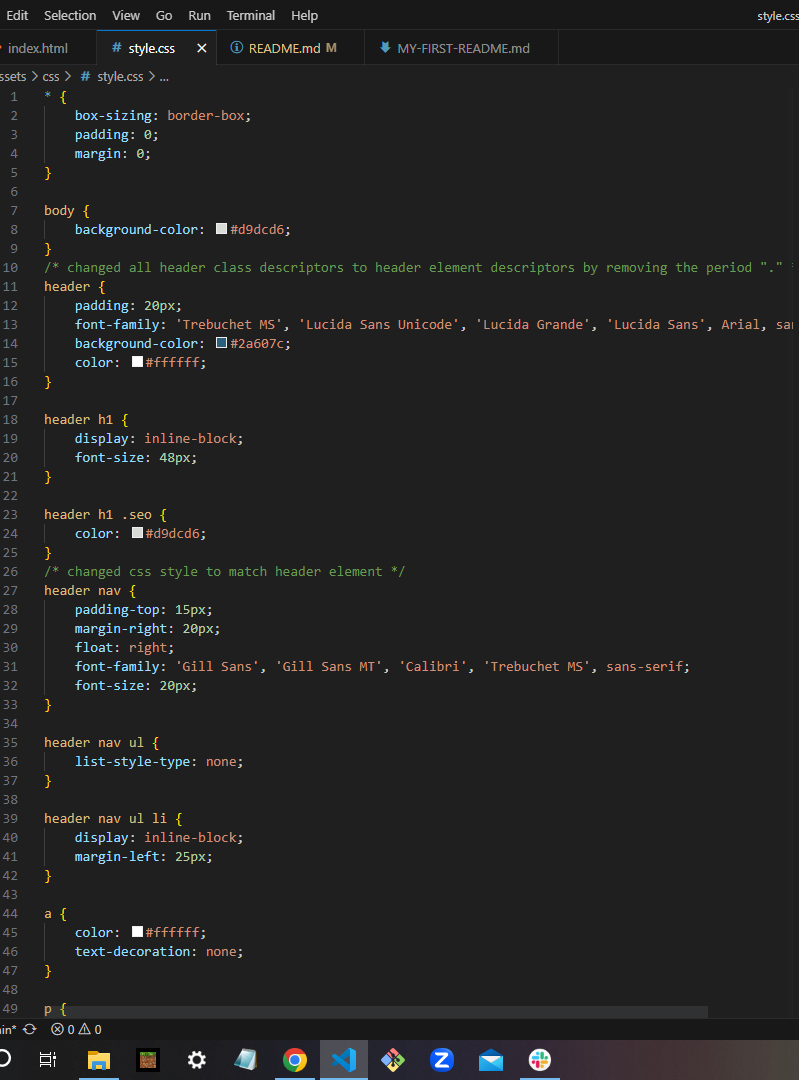 Edit Selection View Go Run Terminal Help style.css
index.html # style.css README.md M MY-FIRST-README.md
ssets > css > # style.css > ...
1 * {
2 box-sizing: border-box;
3 padding: 0;
4 margin: 0;
5 }
6
7 body {
8 background-color: #d9dcd6;
9 }
10 /* changed all header class descriptors to header element descriptors by removing the period "."
11 header {
12 padding: 20px;
13 font-family: 'Trebuchet MS', 'Lucida Sans Unicode', 'Lucida Grande', 'Lucida Sans', Arial, san
14 background-color: #2a607c;
15 color: #ffffff;
16 }
17
18 header h1 {
19 display: inline-block;
20 font-size: 48px;
21 }
22
23 header h1 .seo {
24 color: #d9dcd6;
25 }
26 /* changed css style to match header element */
27 header nav {
28 padding-top: 15px;
29 margin-right: 20px;
30 float: right;
31 font-family: 'Gill Sans', 'Gill Sans MT', 'Calibri', 'Trebuchet MS', sans-serif;
32 font-size: 20px;
33 }
34
35 header nav ul {
36 list-style-type: none;
37 }
38
39 header nav ul li {
40 display: inline-block;
41 margin-left: 25px;
42 }
43
44 a {
45 color: #ffffff;
46 text-decoration: none;
47 }
48
49 p {
in* 0 0